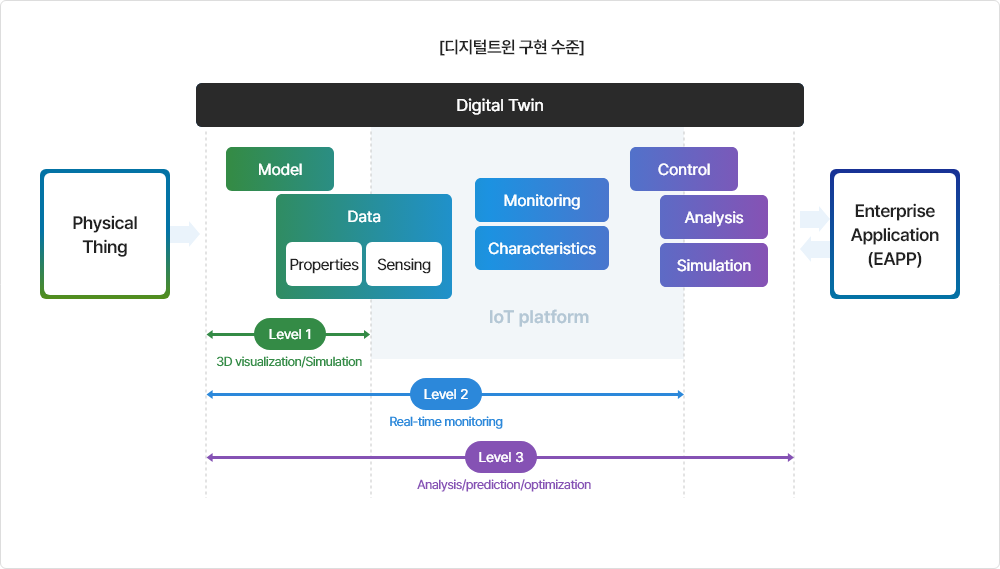 [디지털트윈 구현 수준]
Digital Twin
Physical
Thing
Model
Data
Properties
Sensing
Monitoring
Characteristics
IoT platform
Control
Analysis
Simulation
Enterprise
Application
(EAPP)
Level 1
3D visualization/Simulation
Level 2
Real-time monitoring
Level 3
Analysis/prediction/optimization